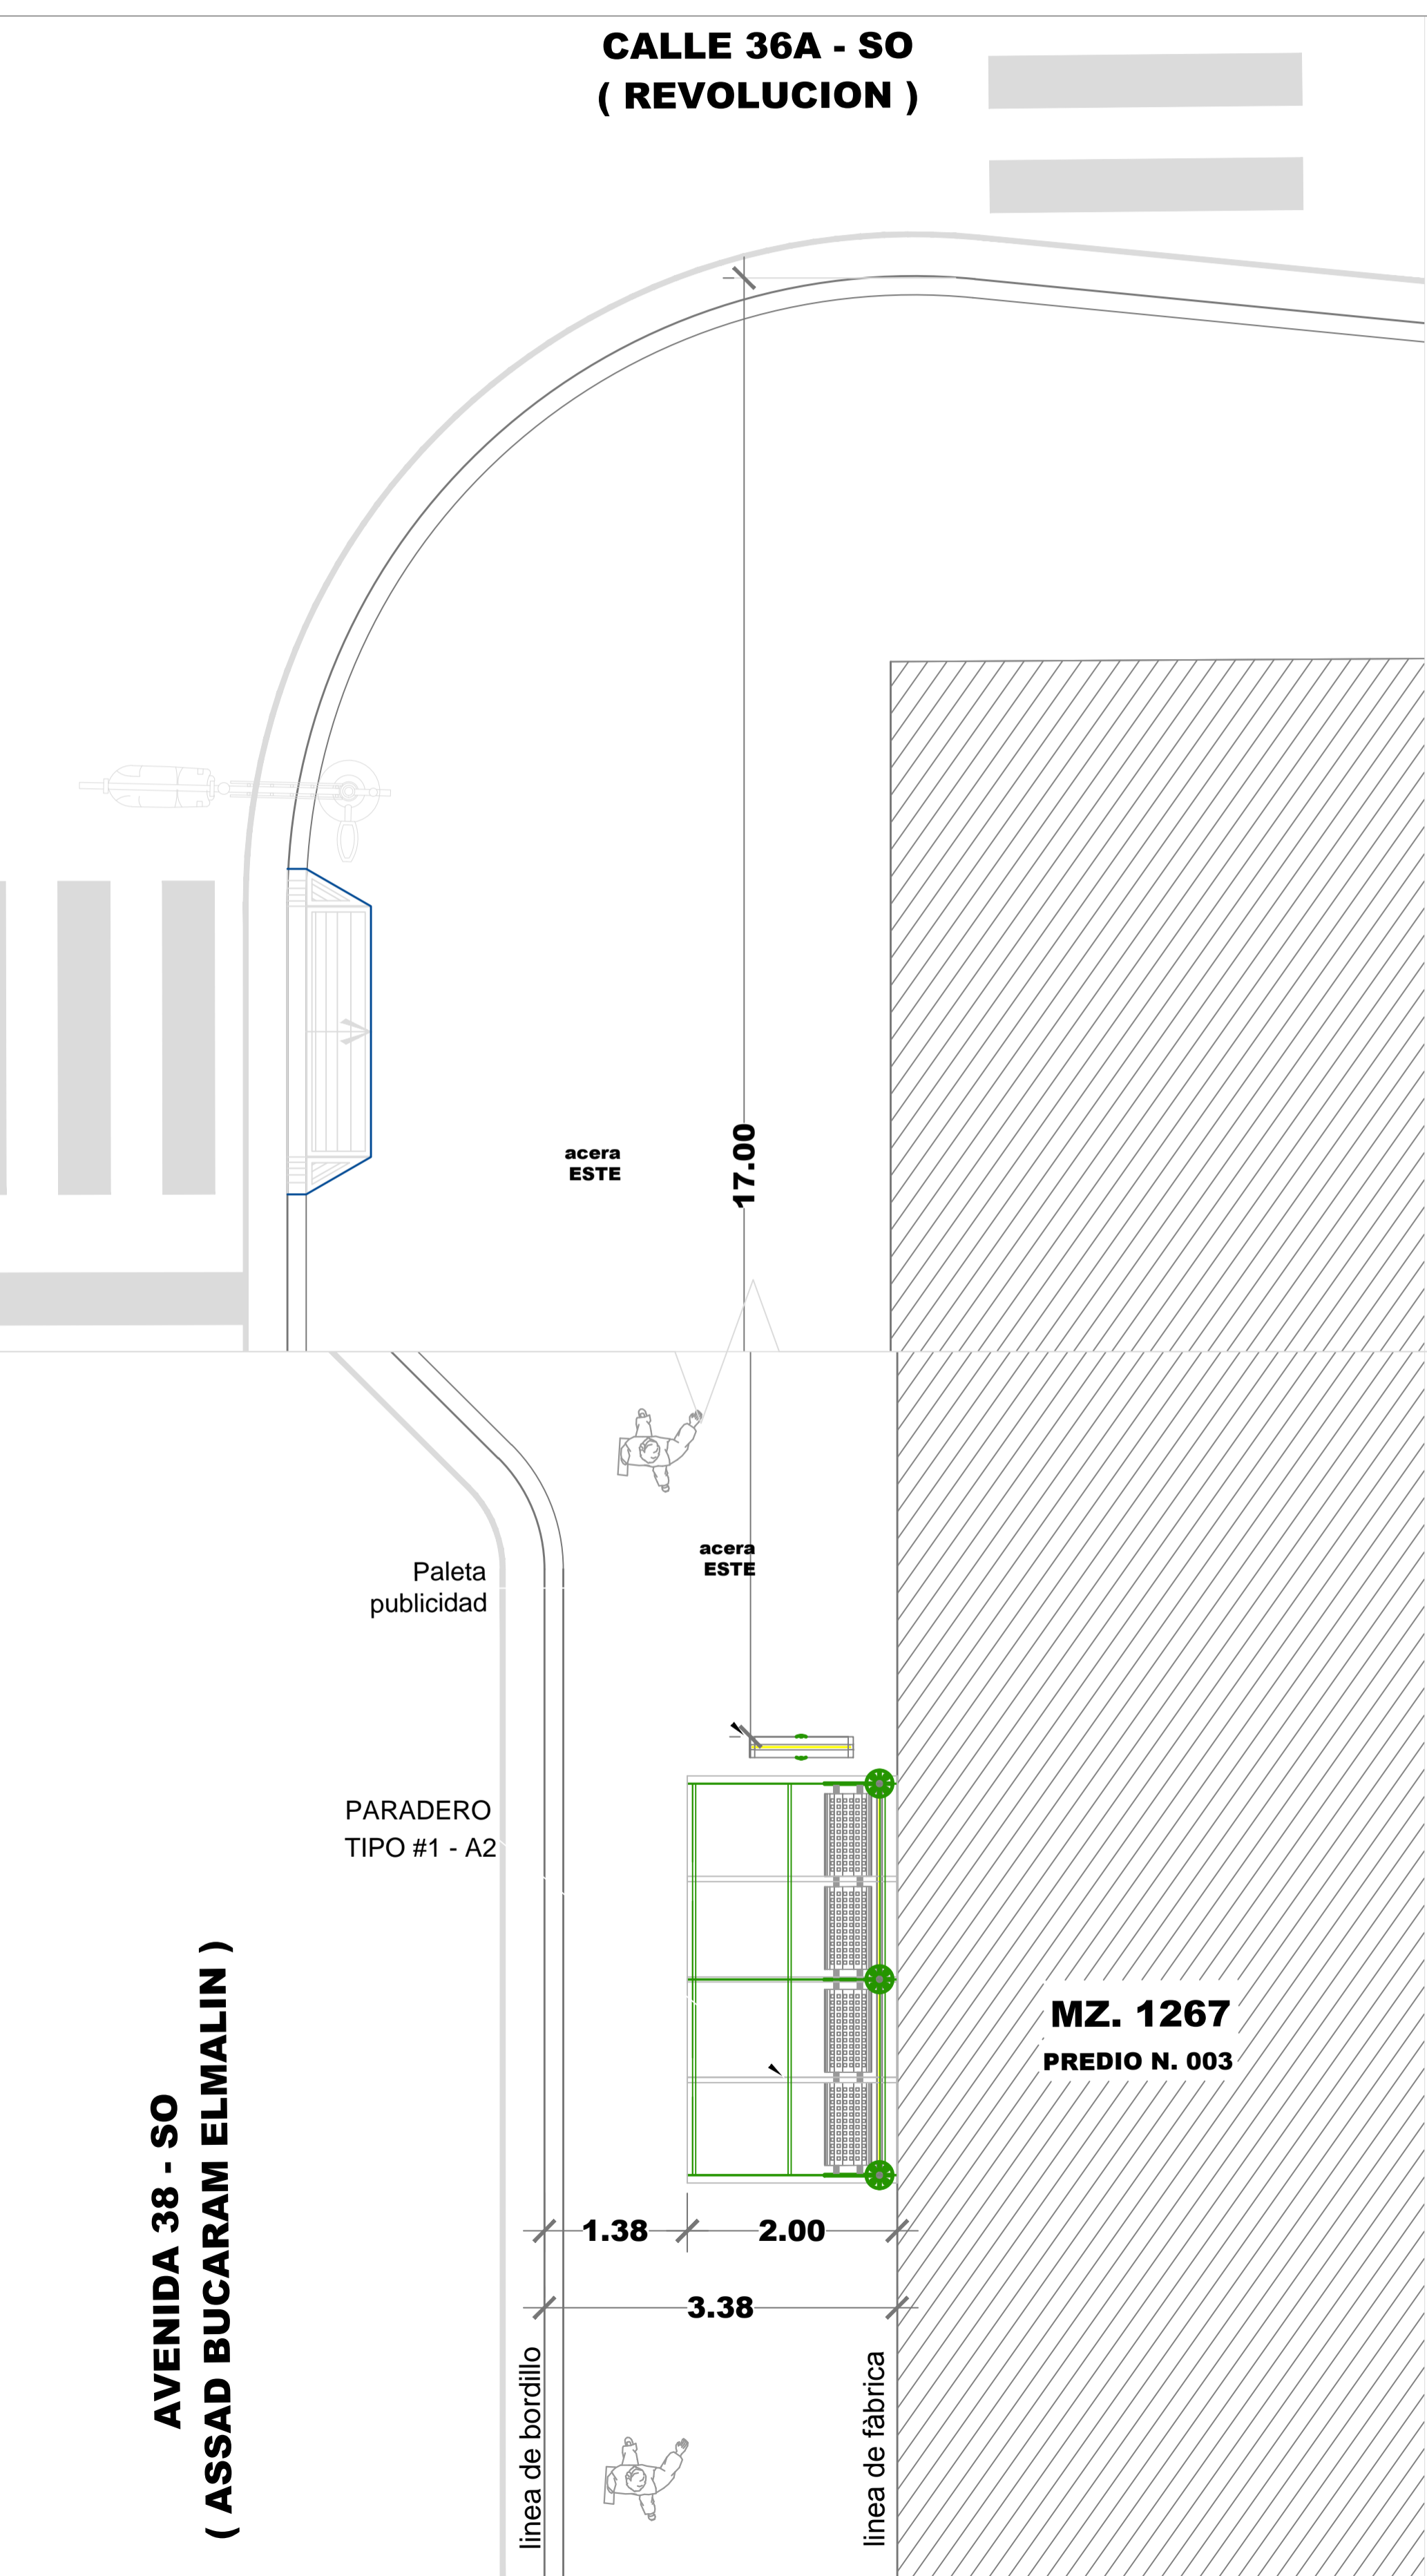 CALLE 36A - SO
( REVOLUCION )
acera
ESTE
17.00
acera
ESTE
Paleta
publicidad
PARADERO
TIPO #1 - A2
MZ. 1267
PREDIO N. 003
AVENIDA 38 - SO
( ASSAD BUCARAM ELMALIN )
1.38
2.00
3.38
linea de bordillo
linea de fàbrica